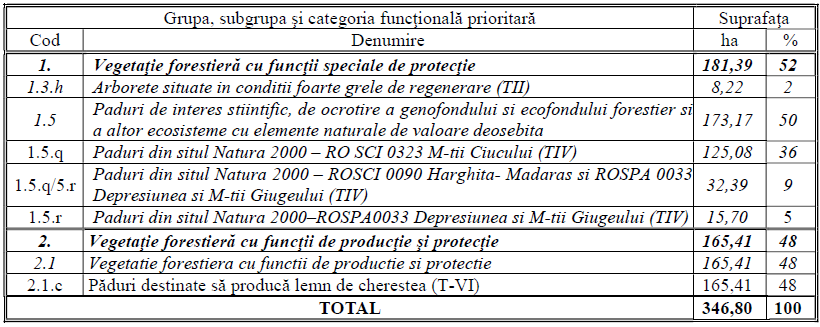 Grupa, subgrupa şi categoria funcţională prioritară Suprafaţa
Cod Denumire ha %
1. Vegetaţie forestieră cu funcţii speciale de protecţie 181,39 52
1.3.h Arborete situate in conditii foarte grele de regenerare (TII) 8,22 2
1.5 Paduri de interes stiintific, de ocrotire a genofondului si ecofondului forestier si
a altor ecosisteme cu elemente naturale de valoare deosebita 173,17 50
1.5.q Paduri din situl Natura 2000 – RO SCI 0323 M-tii Ciucului (TIV) 125,08 36
1.5.q/5.r Paduri din situl Natura 2000 – ROSCI 0090 Harghita- Madaras si ROSPA 0033
Depresiunea si M-tii Giugeului (TIV) 32,39 9
1.5.r Paduri din situl Natura 2000–ROSPA0033 Depresiunea si M-tii Giugeului (TIV) 15,70 5
2. Vegetaţie forestieră cu funcţii de producţie şi protecţie 165,41 48
2.1 Vegetatie forestiera cu functii de productie si protectie 165,41 48
2.1.c Păduri destinate să producă lemn de cherestea (T-VI) 165,41 48
TOTAL 346,80 100